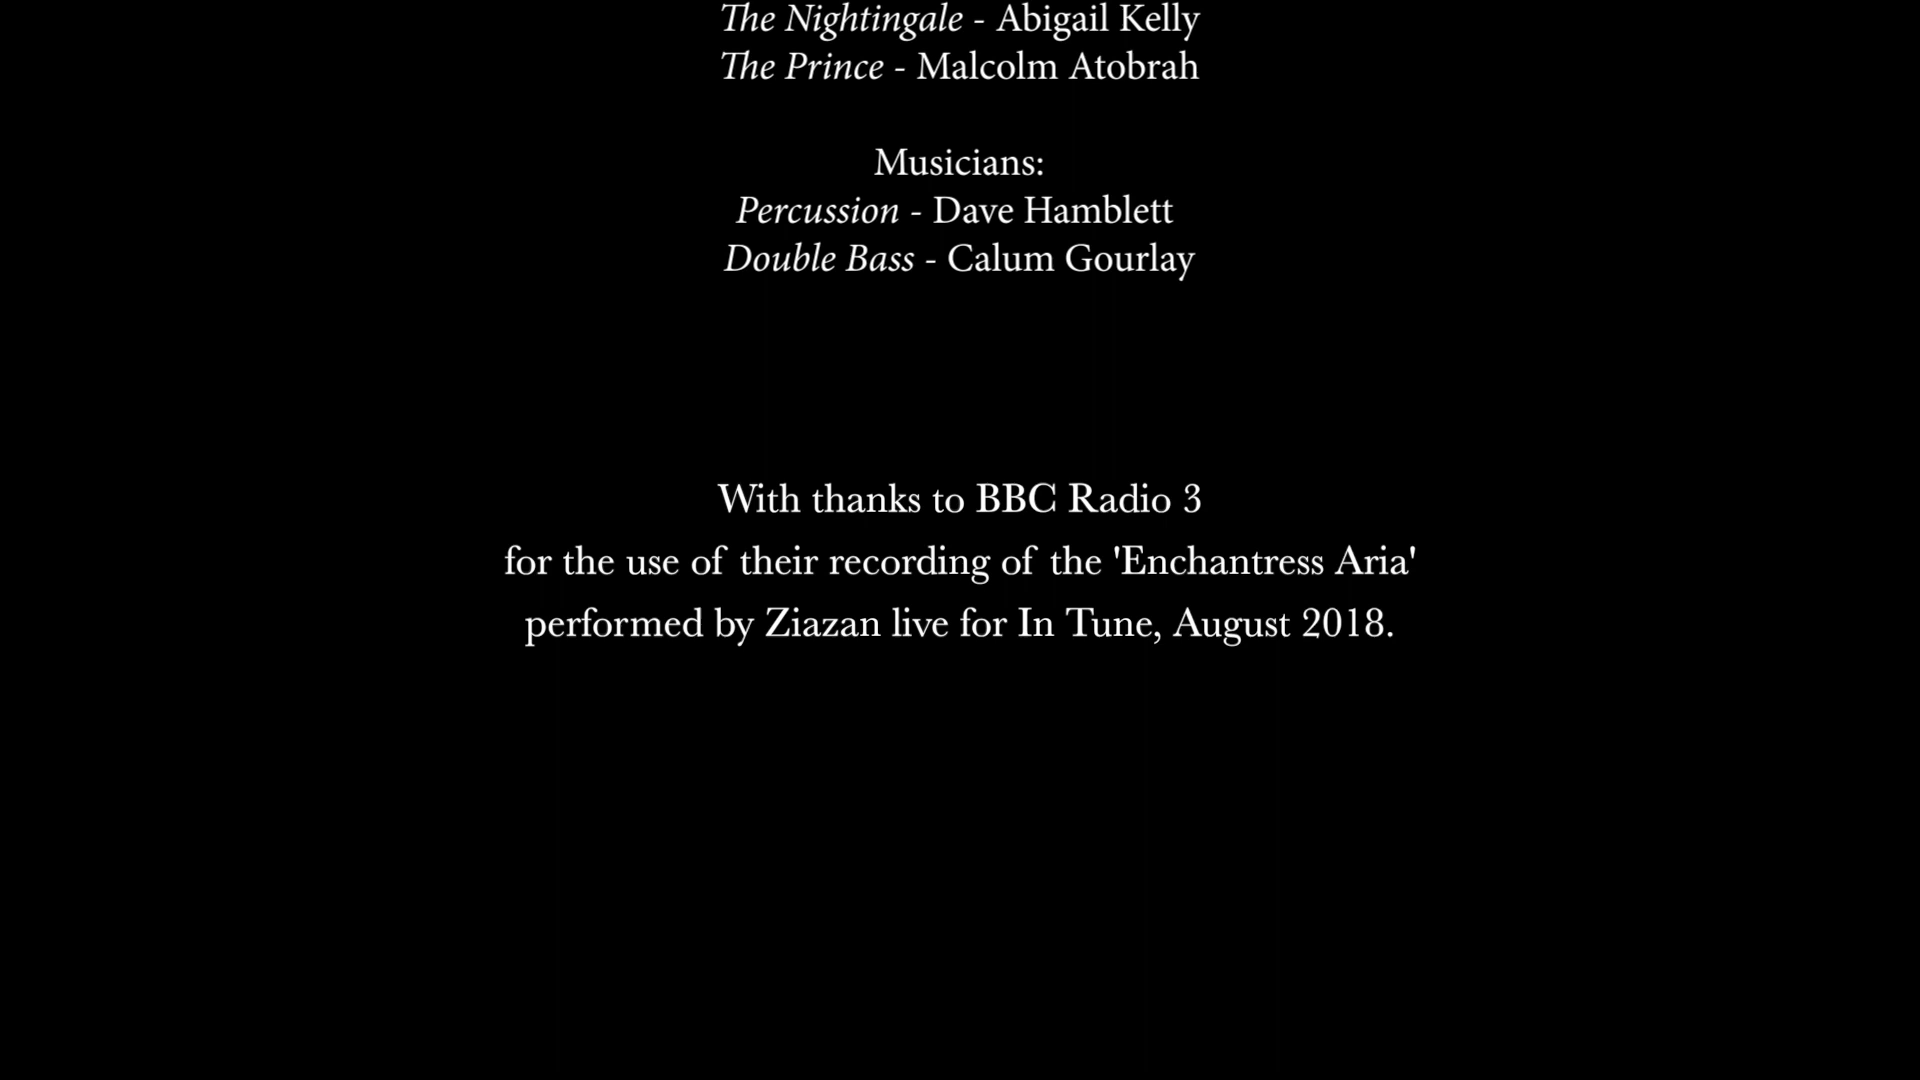 The Nightingale - Abigail Kelly
The Prince - Malcolm Atobrah
Musicians:
Percussion - Dave Hamblett
Double Bass - Calum Gourlay
With thanks to BBC Radio 3
for the use of their recording of the 'Enchantress Aria'
performed by Ziazan live for In Tune, August 2018.